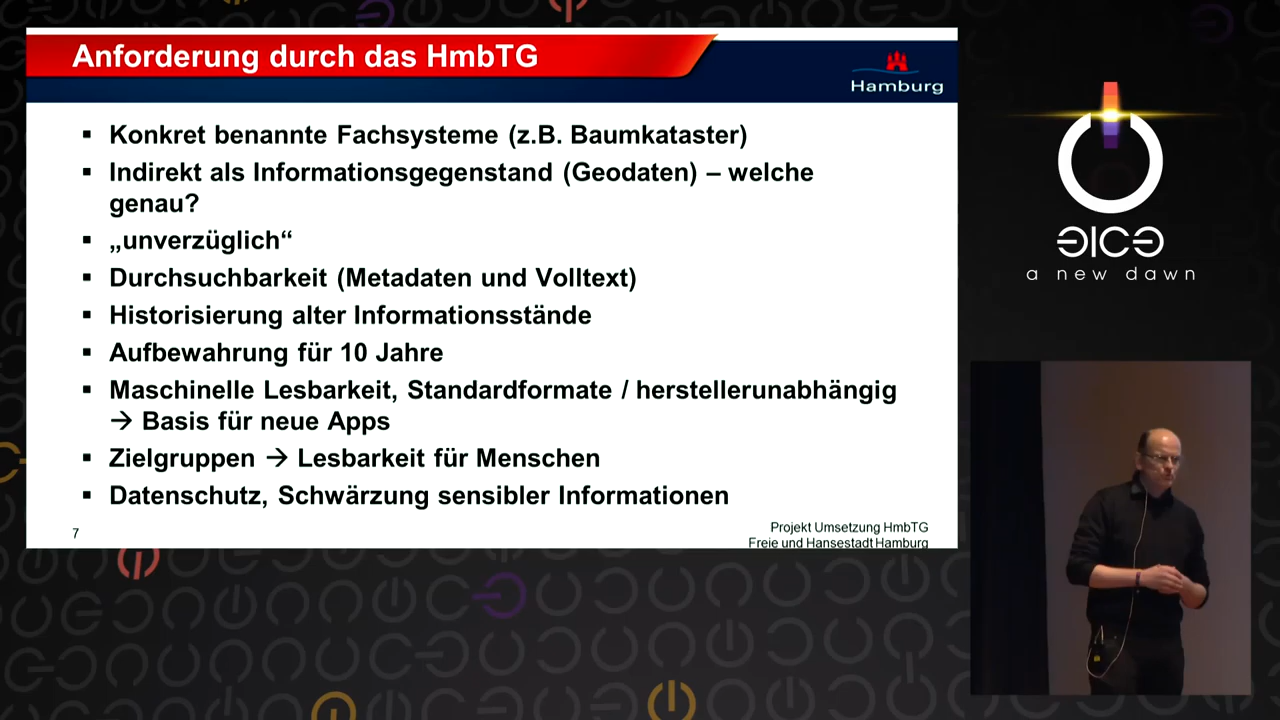 Anforderung durch das HmbTG
Hamburg
▪ Konkret benannte Fachsysteme (z.B. Baumkataster)
▪ Indirekt als Informationsgegenstand (Geodaten) – welche
genau?
▪ „unverzüglich“
▪ Durchsuchbarkeit (Metadaten und Volltext)
▪ Historisierung alter Informationsstände
▪ Aufbewahrung für 10 Jahre
▪ Maschinelle Lesbarkeit, Standardformate / herstellerunabhängig
→ Basis für neue Apps
▪ Zielgruppen → Lesbarkeit für Menschen
▪ Datenschutz, Schwärzung sensibler Informationen
7
Projekt Umsetzung HmbTG
Freie und Hansestadt Hamburg
a new dawn